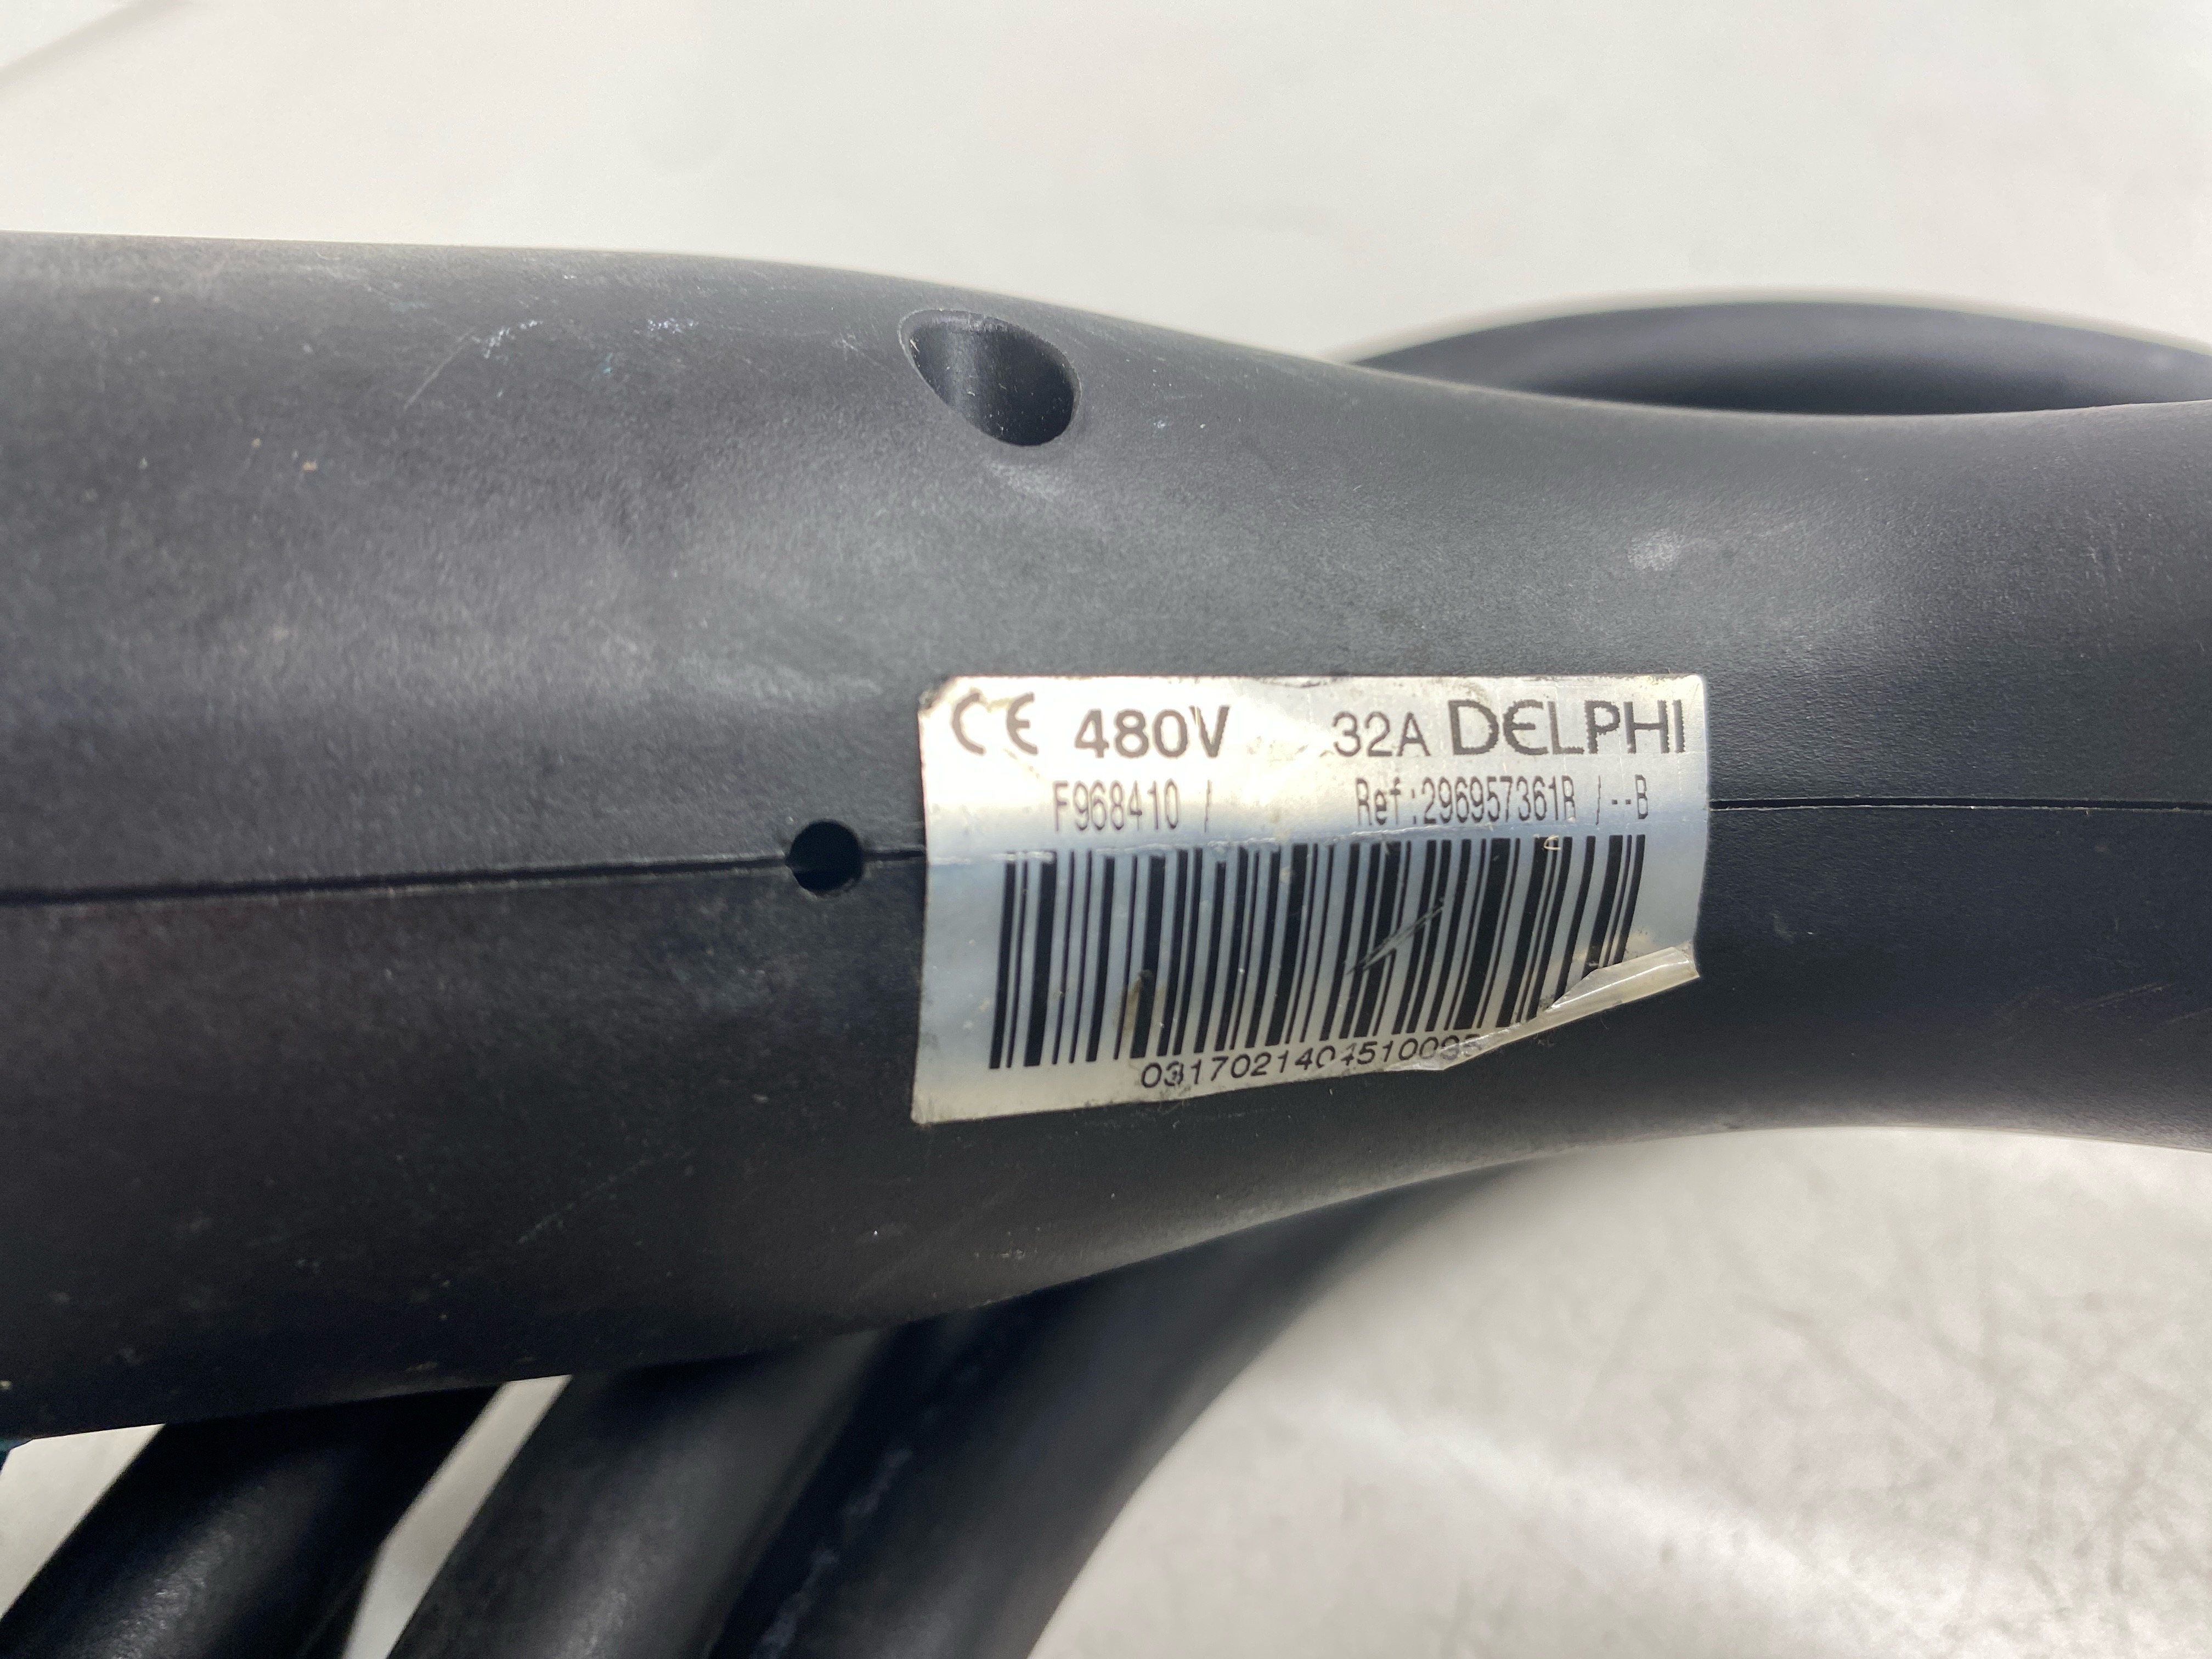 CE 480V 32A DELPHI
F968410 / Ref:296957361R /--B